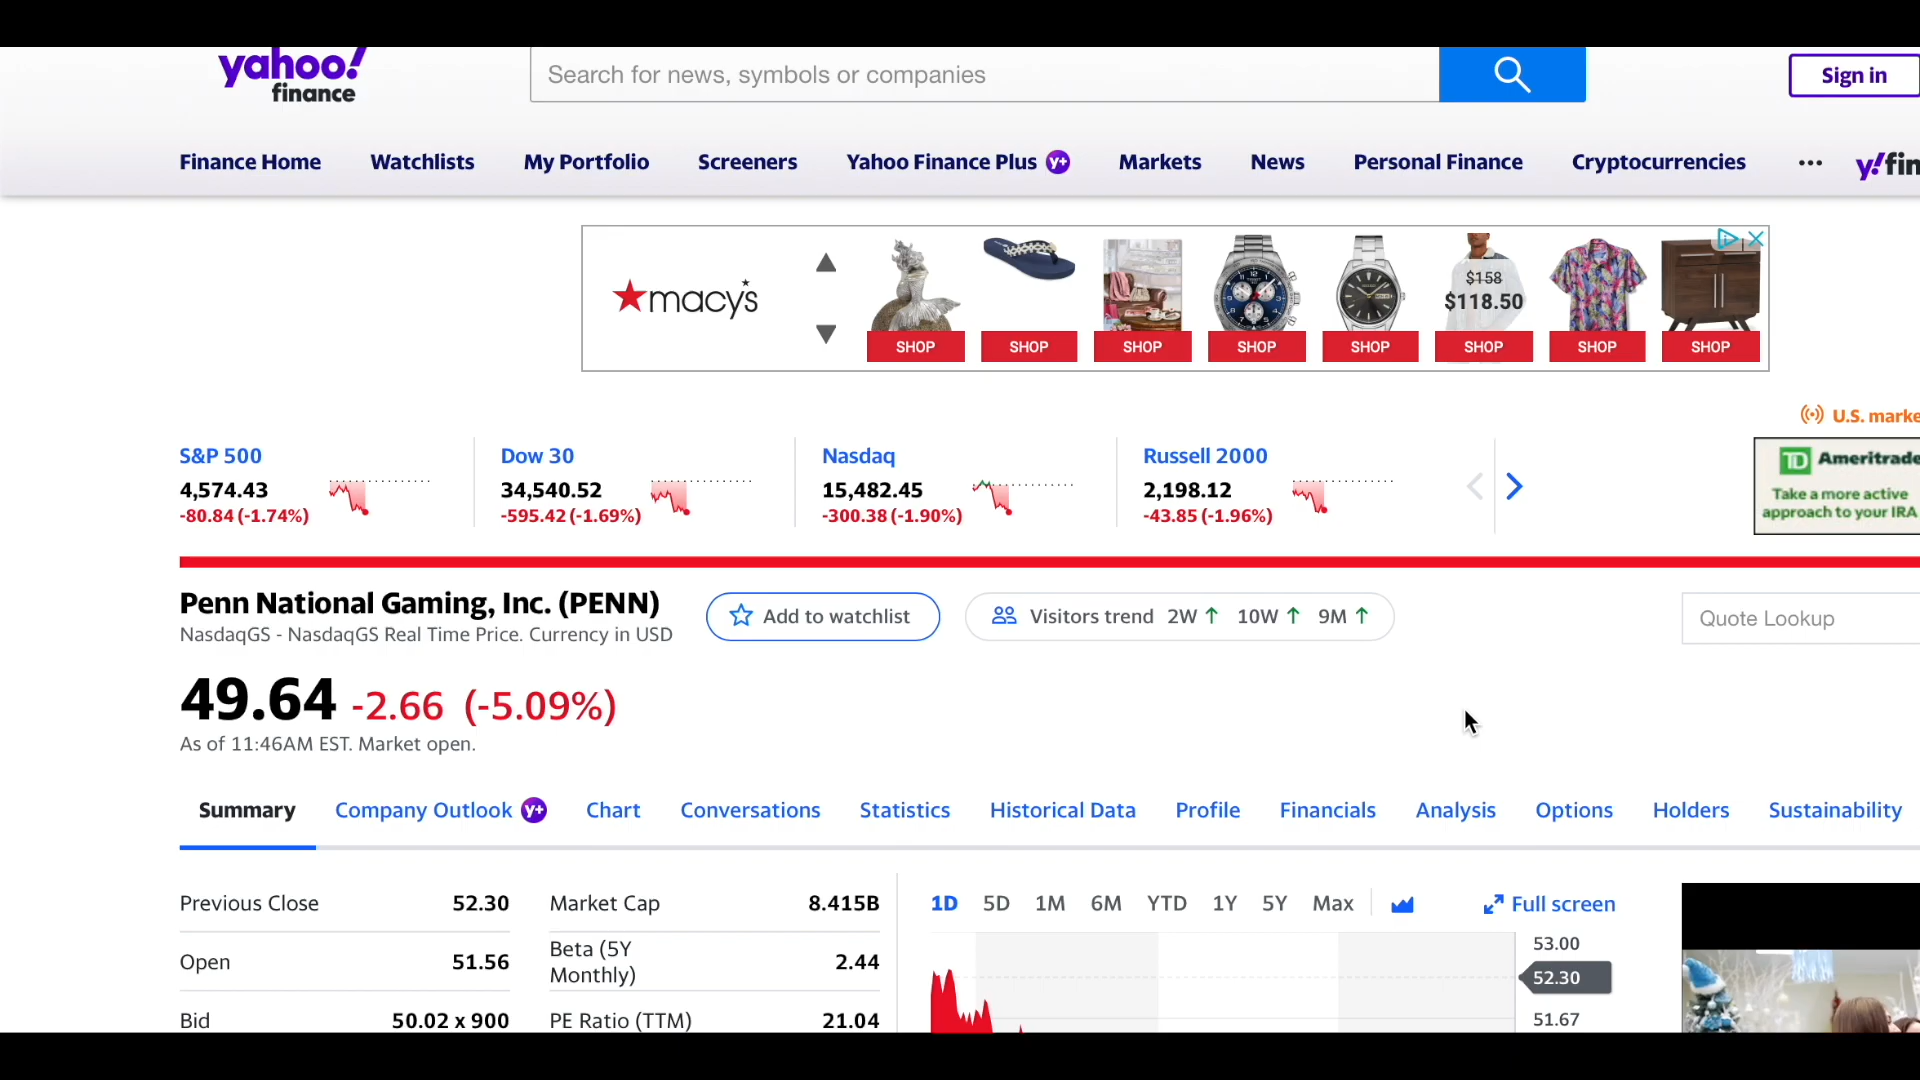 yahoo!
finance
Search for news, symbols or companies
Sign in
Finance Home Watchlists My Portfolio Screeners Yahoo Finance Plus y+ Markets News Personal Finance Cryptocurrencies ... y!fin
macy's
$158
$118.50
SHOP SHOP SHOP SHOP SHOP SHOP SHOP SHOP
U.S. marke
S&P 500
4,574.43
-80.84 (-1.74%)
Dow 30
34,540.52
-595.42 (-1.69%)
Nasdaq
15,482.45
-300.38 (-1.90%)
Russell 2000
2,198.12
-43.85 (-1.96%)
TD Ameritrade
Take a more active
approach to your IRA
Penn National Gaming, Inc. (PENN)
NasdaqGS - NasdaqGS Real Time Price. Currency in USD
Add to watchlist
Visitors trend 2W ↑ 10W ↑ 9M ↑
Quote Lookup
49.64 -2.66 (-5.09%)
As of 11:46AM EST. Market open.
Summary Company Outlook y+ Chart Conversations Statistics Historical Data Profile Financials Analysis Options Holders Sustainability
Previous Close 52.30
Open 51.56
Bid 50.02 x 900
Market Cap 8.415B
Beta (5Y
Monthly) 2.44
PE Ratio (TTM) 21.04
1D 5D 1M 6M YTD 1Y 5Y Max Full screen
53.00
52.30
51.67